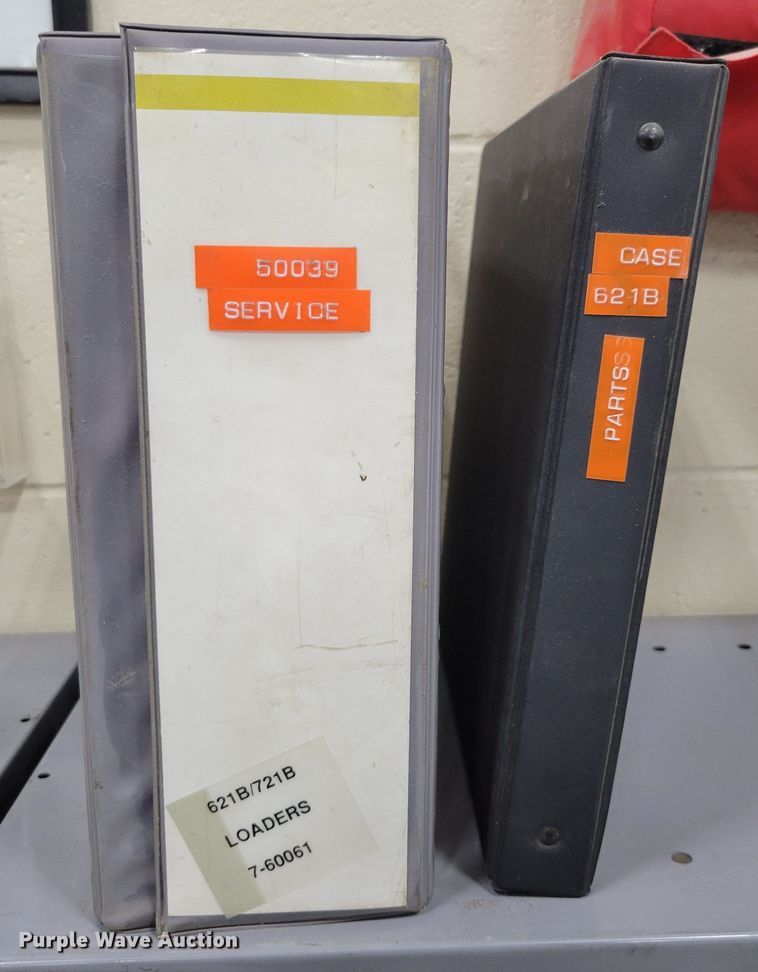 50039
SERVICE
621B/721B
LOADERS
7-60061
CASE
621B
PARTS
Purple Wave Auction